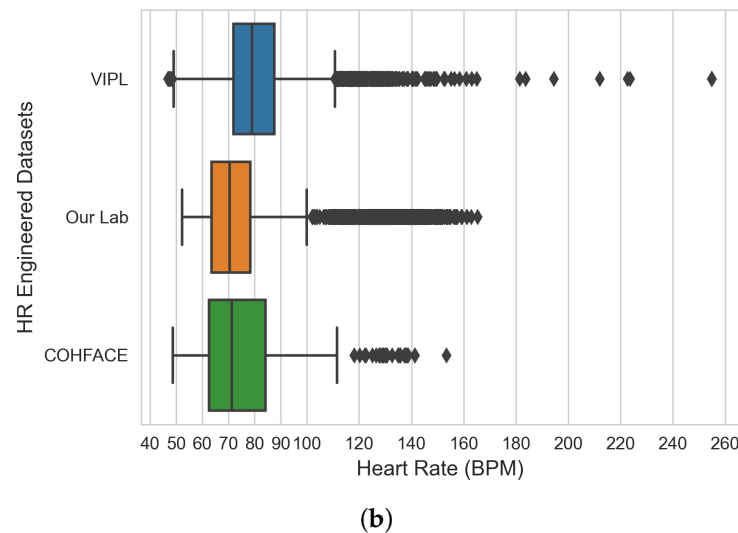 HR Engineered Datasets
VIPL
Our Lab
COHFACE
40 50 60 70 80 90 100 120 140 160 180 200 220 240 260
Heart Rate (BPM)
(b)